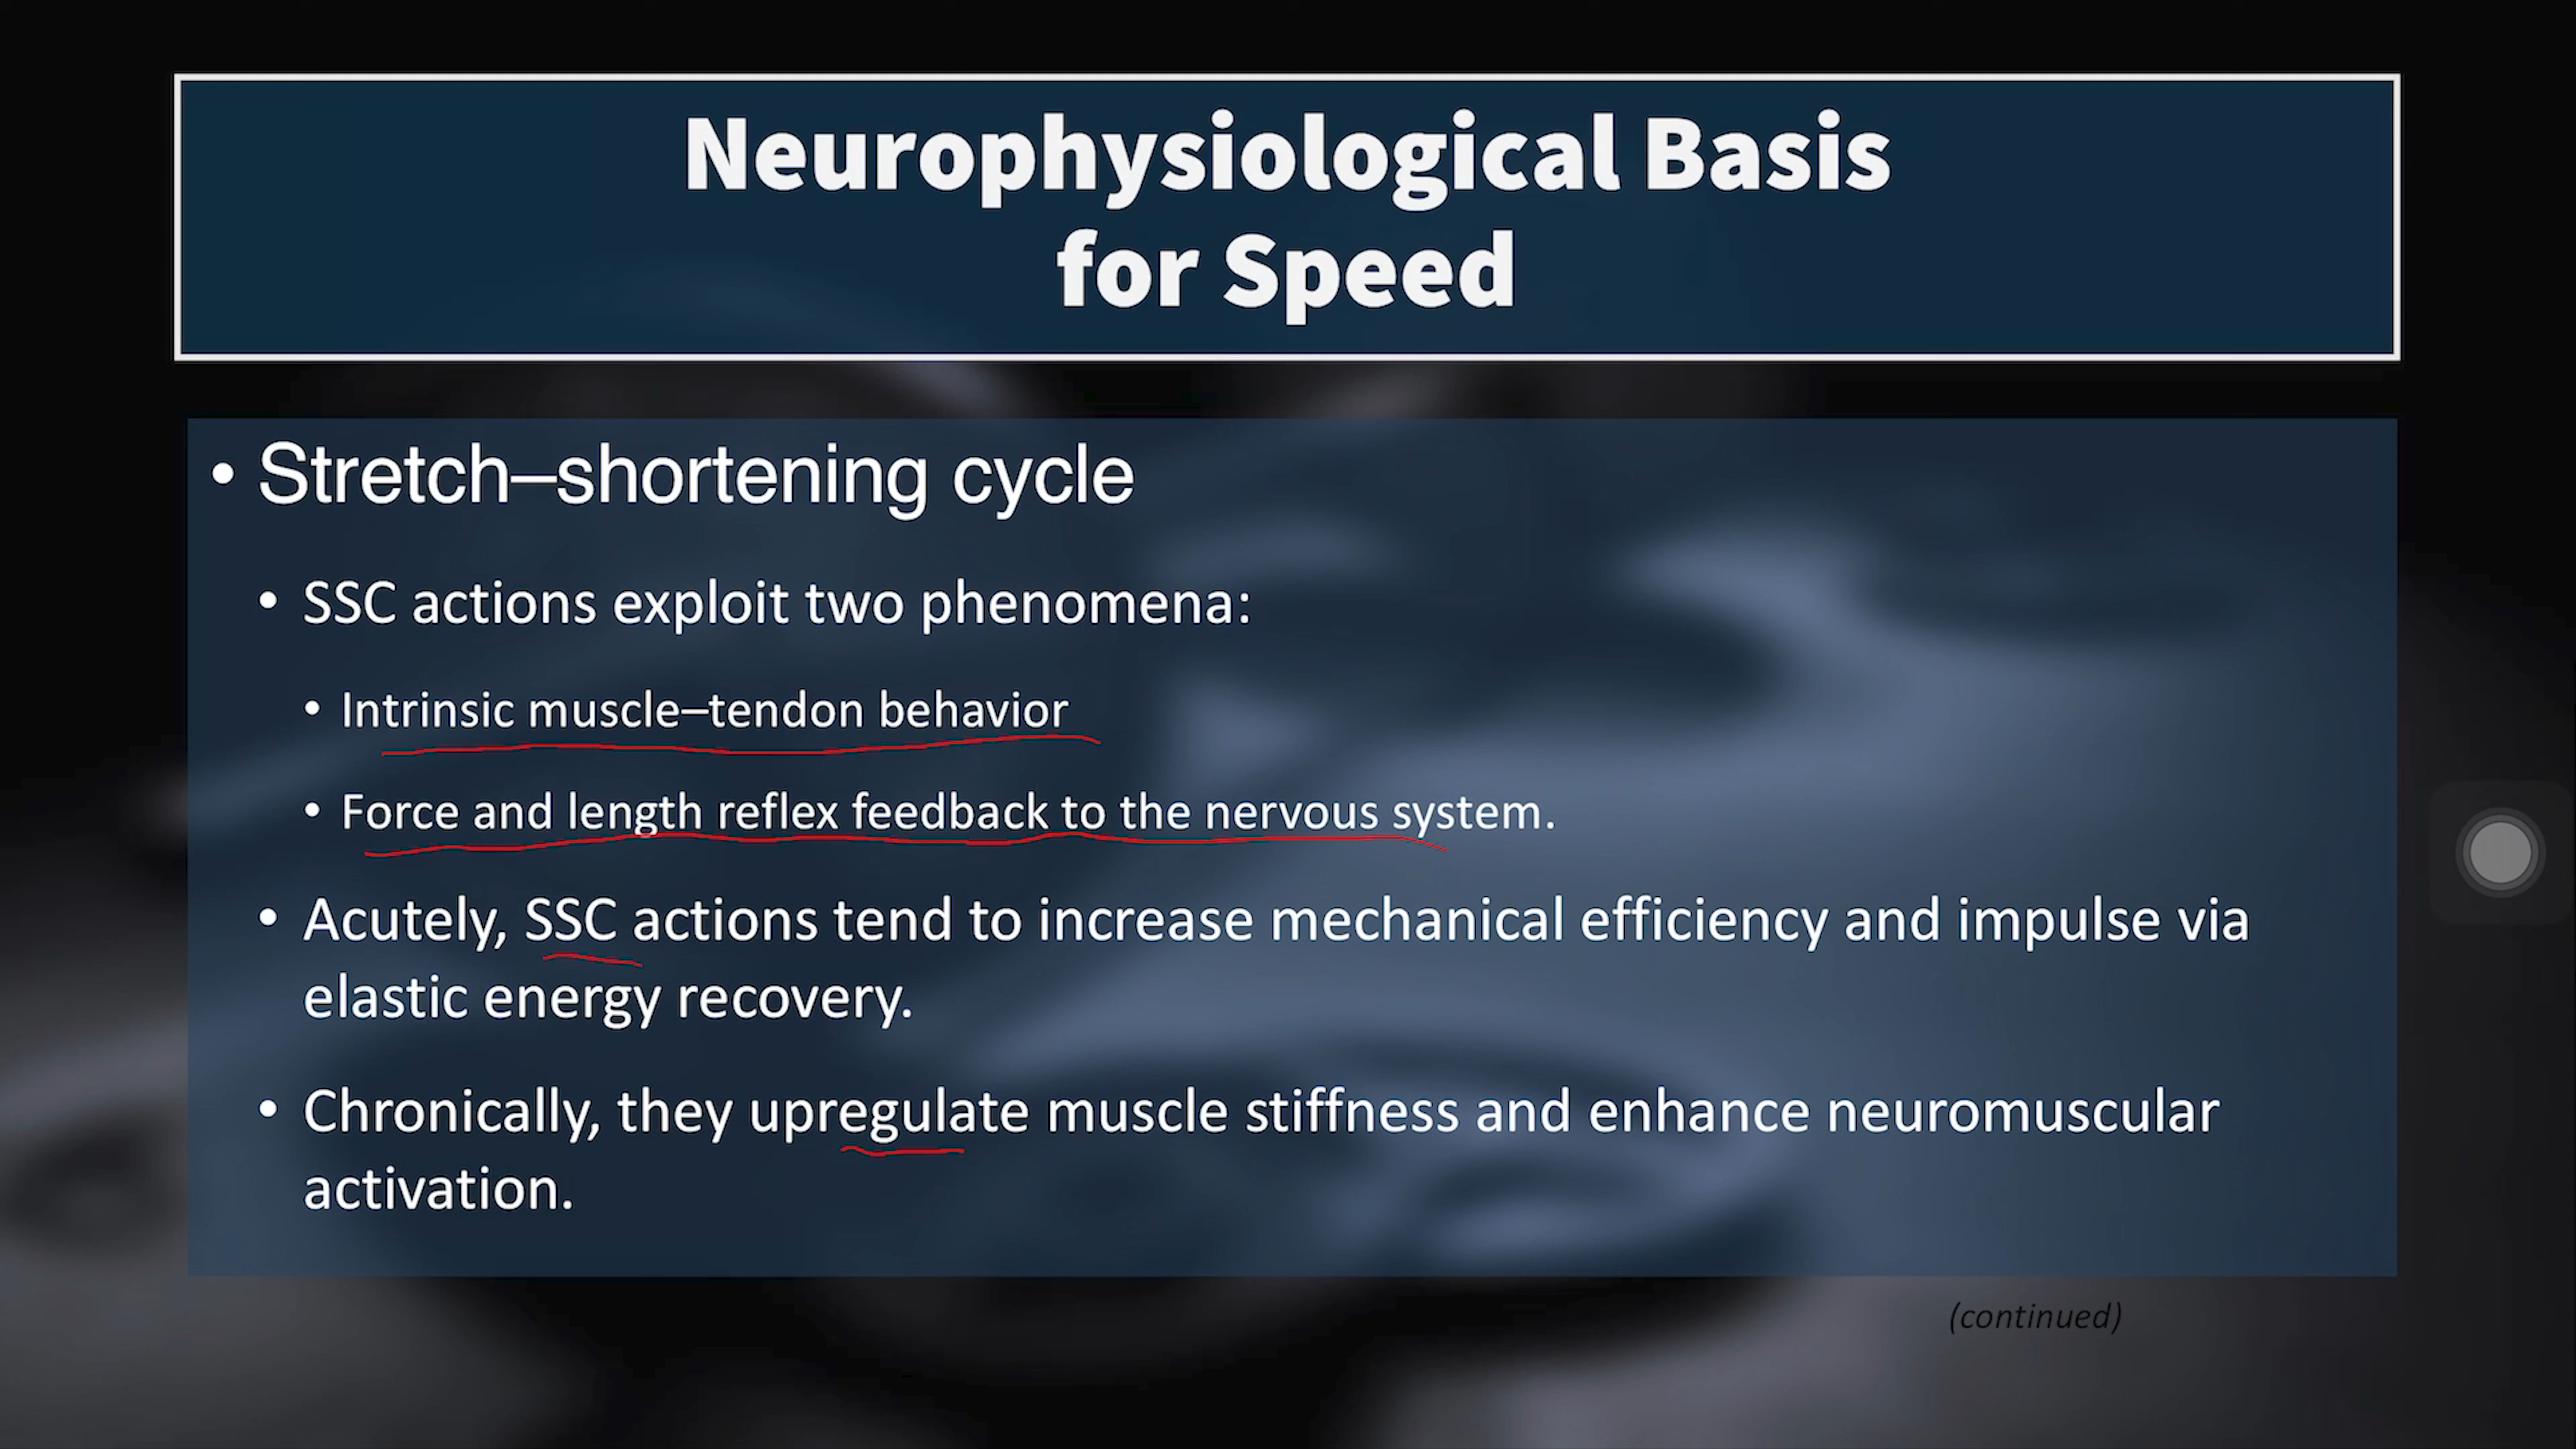 Neurophysiological Basis
for Speed
• Stretch–shortening cycle
• SSC actions exploit two phenomena:
• Intrinsic muscle–tendon behavior
• Force and length reflex feedback to the nervous system.
• Acutely, SSC actions tend to increase mechanical efficiency and impulse via
elastic energy recovery.
• Chronically, they upregulate muscle stiffness and enhance neuromuscular
activation.
(continued)